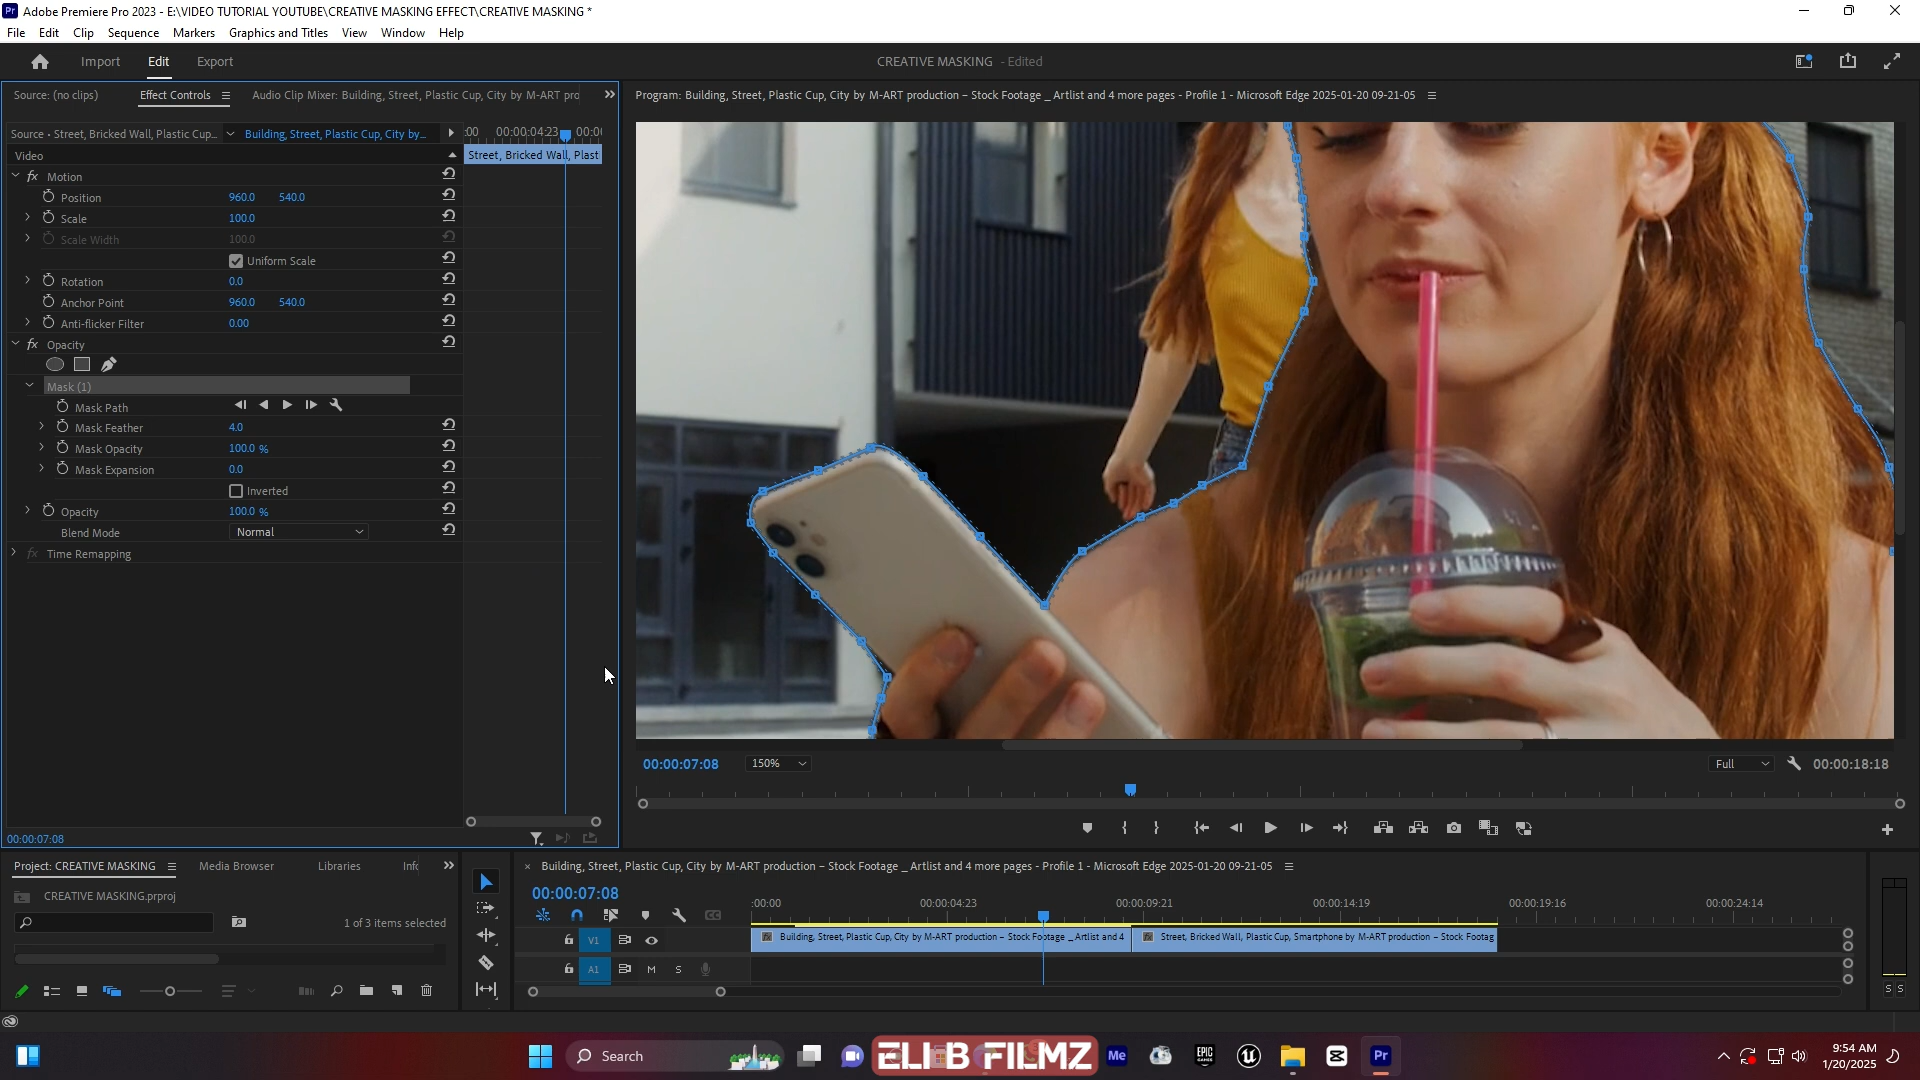 Adobe Premiere Pro 2023 - E:\VIDEO TUTORIAL YOUTUBE\CREATIVE MASKING EFFECT\CREATIVE MASKING *
File Edit Clip Sequence Markers Graphics and Titles View Window Help
Import Edit Export
CREATIVE MASKING - Edited
Source: (no clips) Effect Controls Audio Clip Mixer: Building, Street, Plastic Cup, City by M-ART pro
Program: Building, Street, Plastic Cup, City by M-ART production – Stock Footage _ Artlist and 4 more pages - Profile 1 - Microsoft Edge 2025-01-20 09-21-05
Source • Street, Bricked Wall, Plastic Cup... Building, Street, Plastic Cup, City by... :00 00:00:04:23 00:0
Video Street, Bricked Wall, Plast
fx Motion
Position 960.0 540.0
Scale 100.0
Scale Width 100.0
Uniform Scale
Rotation 0.0
Anchor Point 960.0 540.0
Anti-flicker Filter 0.00
fx Opacity
Mask (1)
Mask Path
Mask Feather 4.0
Mask Opacity 100.0 %
Mask Expansion 0.0
Inverted
Opacity 100.0 %
Blend Mode Normal
fx Time Remapping
00:00:07:08 150% Full 00:00:18:18
00:00:07:08
Project: CREATIVE MASKING Media Browser Libraries Info
CREATIVE MASKING.prproj
1 of 3 items selected
× Building, Street, Plastic Cup, City by M-ART production – Stock Footage _ Artlist and 4 more pages - Profile 1 - Microsoft Edge 2025-01-20 09-21-05
00:00:07:08
:00:00 00:00:04:23 00:00:09:21 00:00:14:19 00:00:19:16 00:00:24:14
V1 Building, Street, Plastic Cup, City by M-ART production – Stock Footage _ Artlist and 4 Street, Bricked Wall, Plastic Cup, Smartphone by M-ART production – Stock Footag
A1 M S
S S
Search
ELI B FILMZ
Me
EPIC GAMES
Pr
9:54 AM
1/20/2025